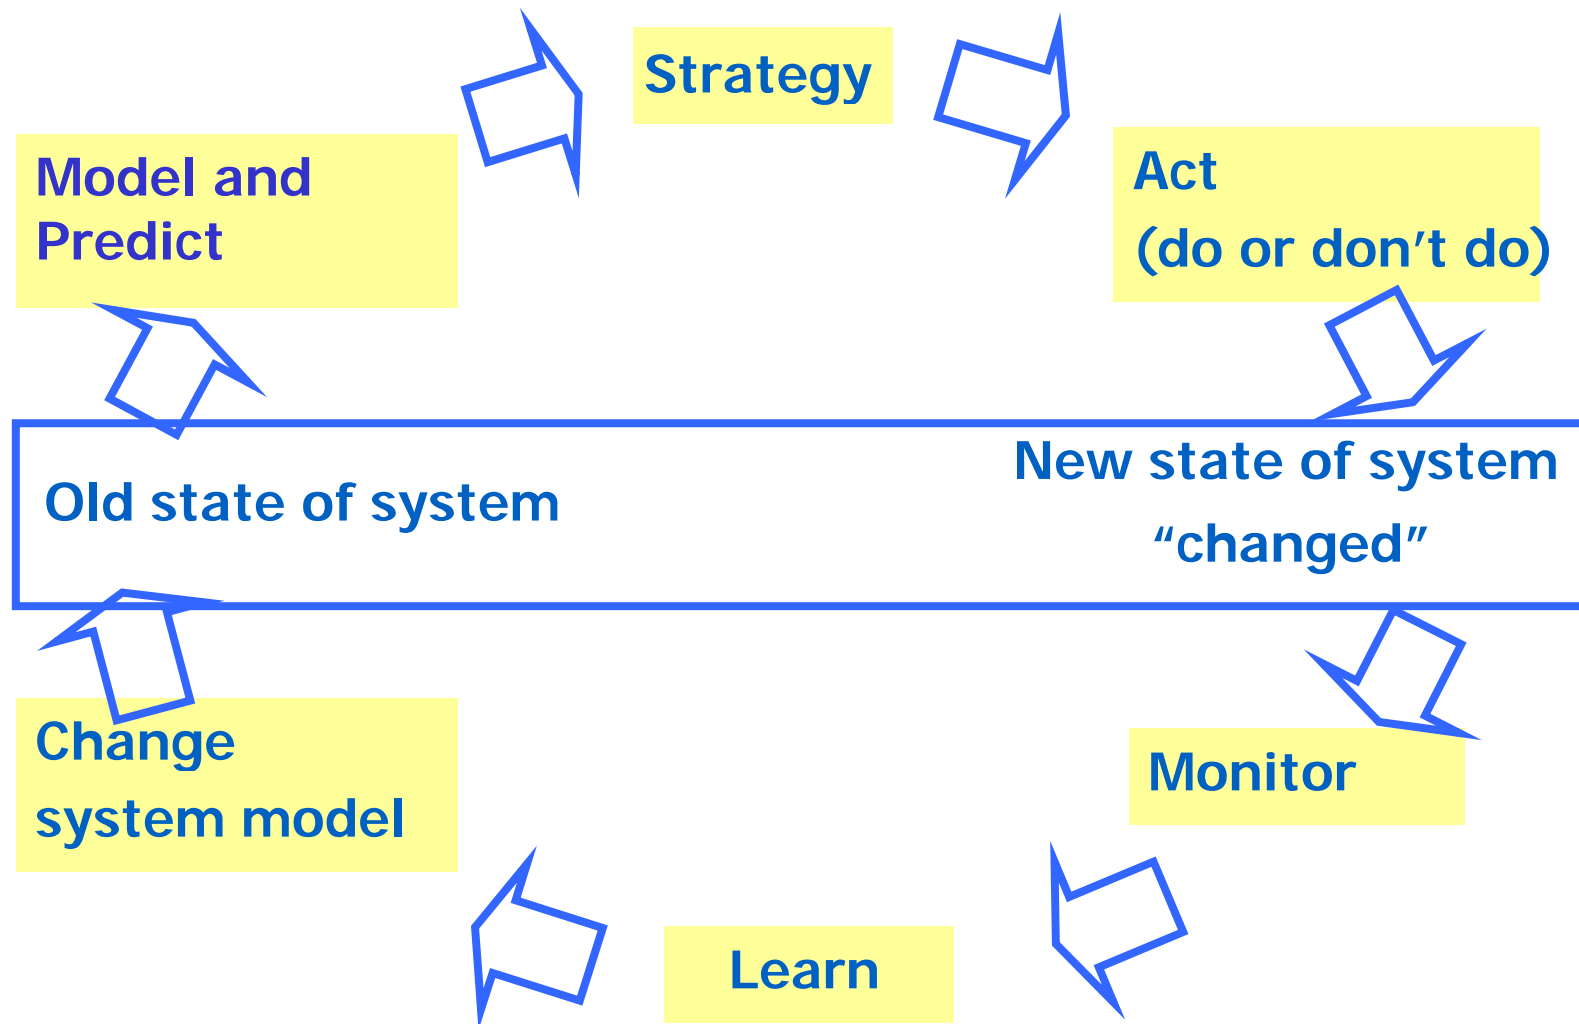 Strategy
Model and
Predict
Act
(do or don't do)
Old state of system
New state of system
“changed”
Change
system model
Monitor
Learn